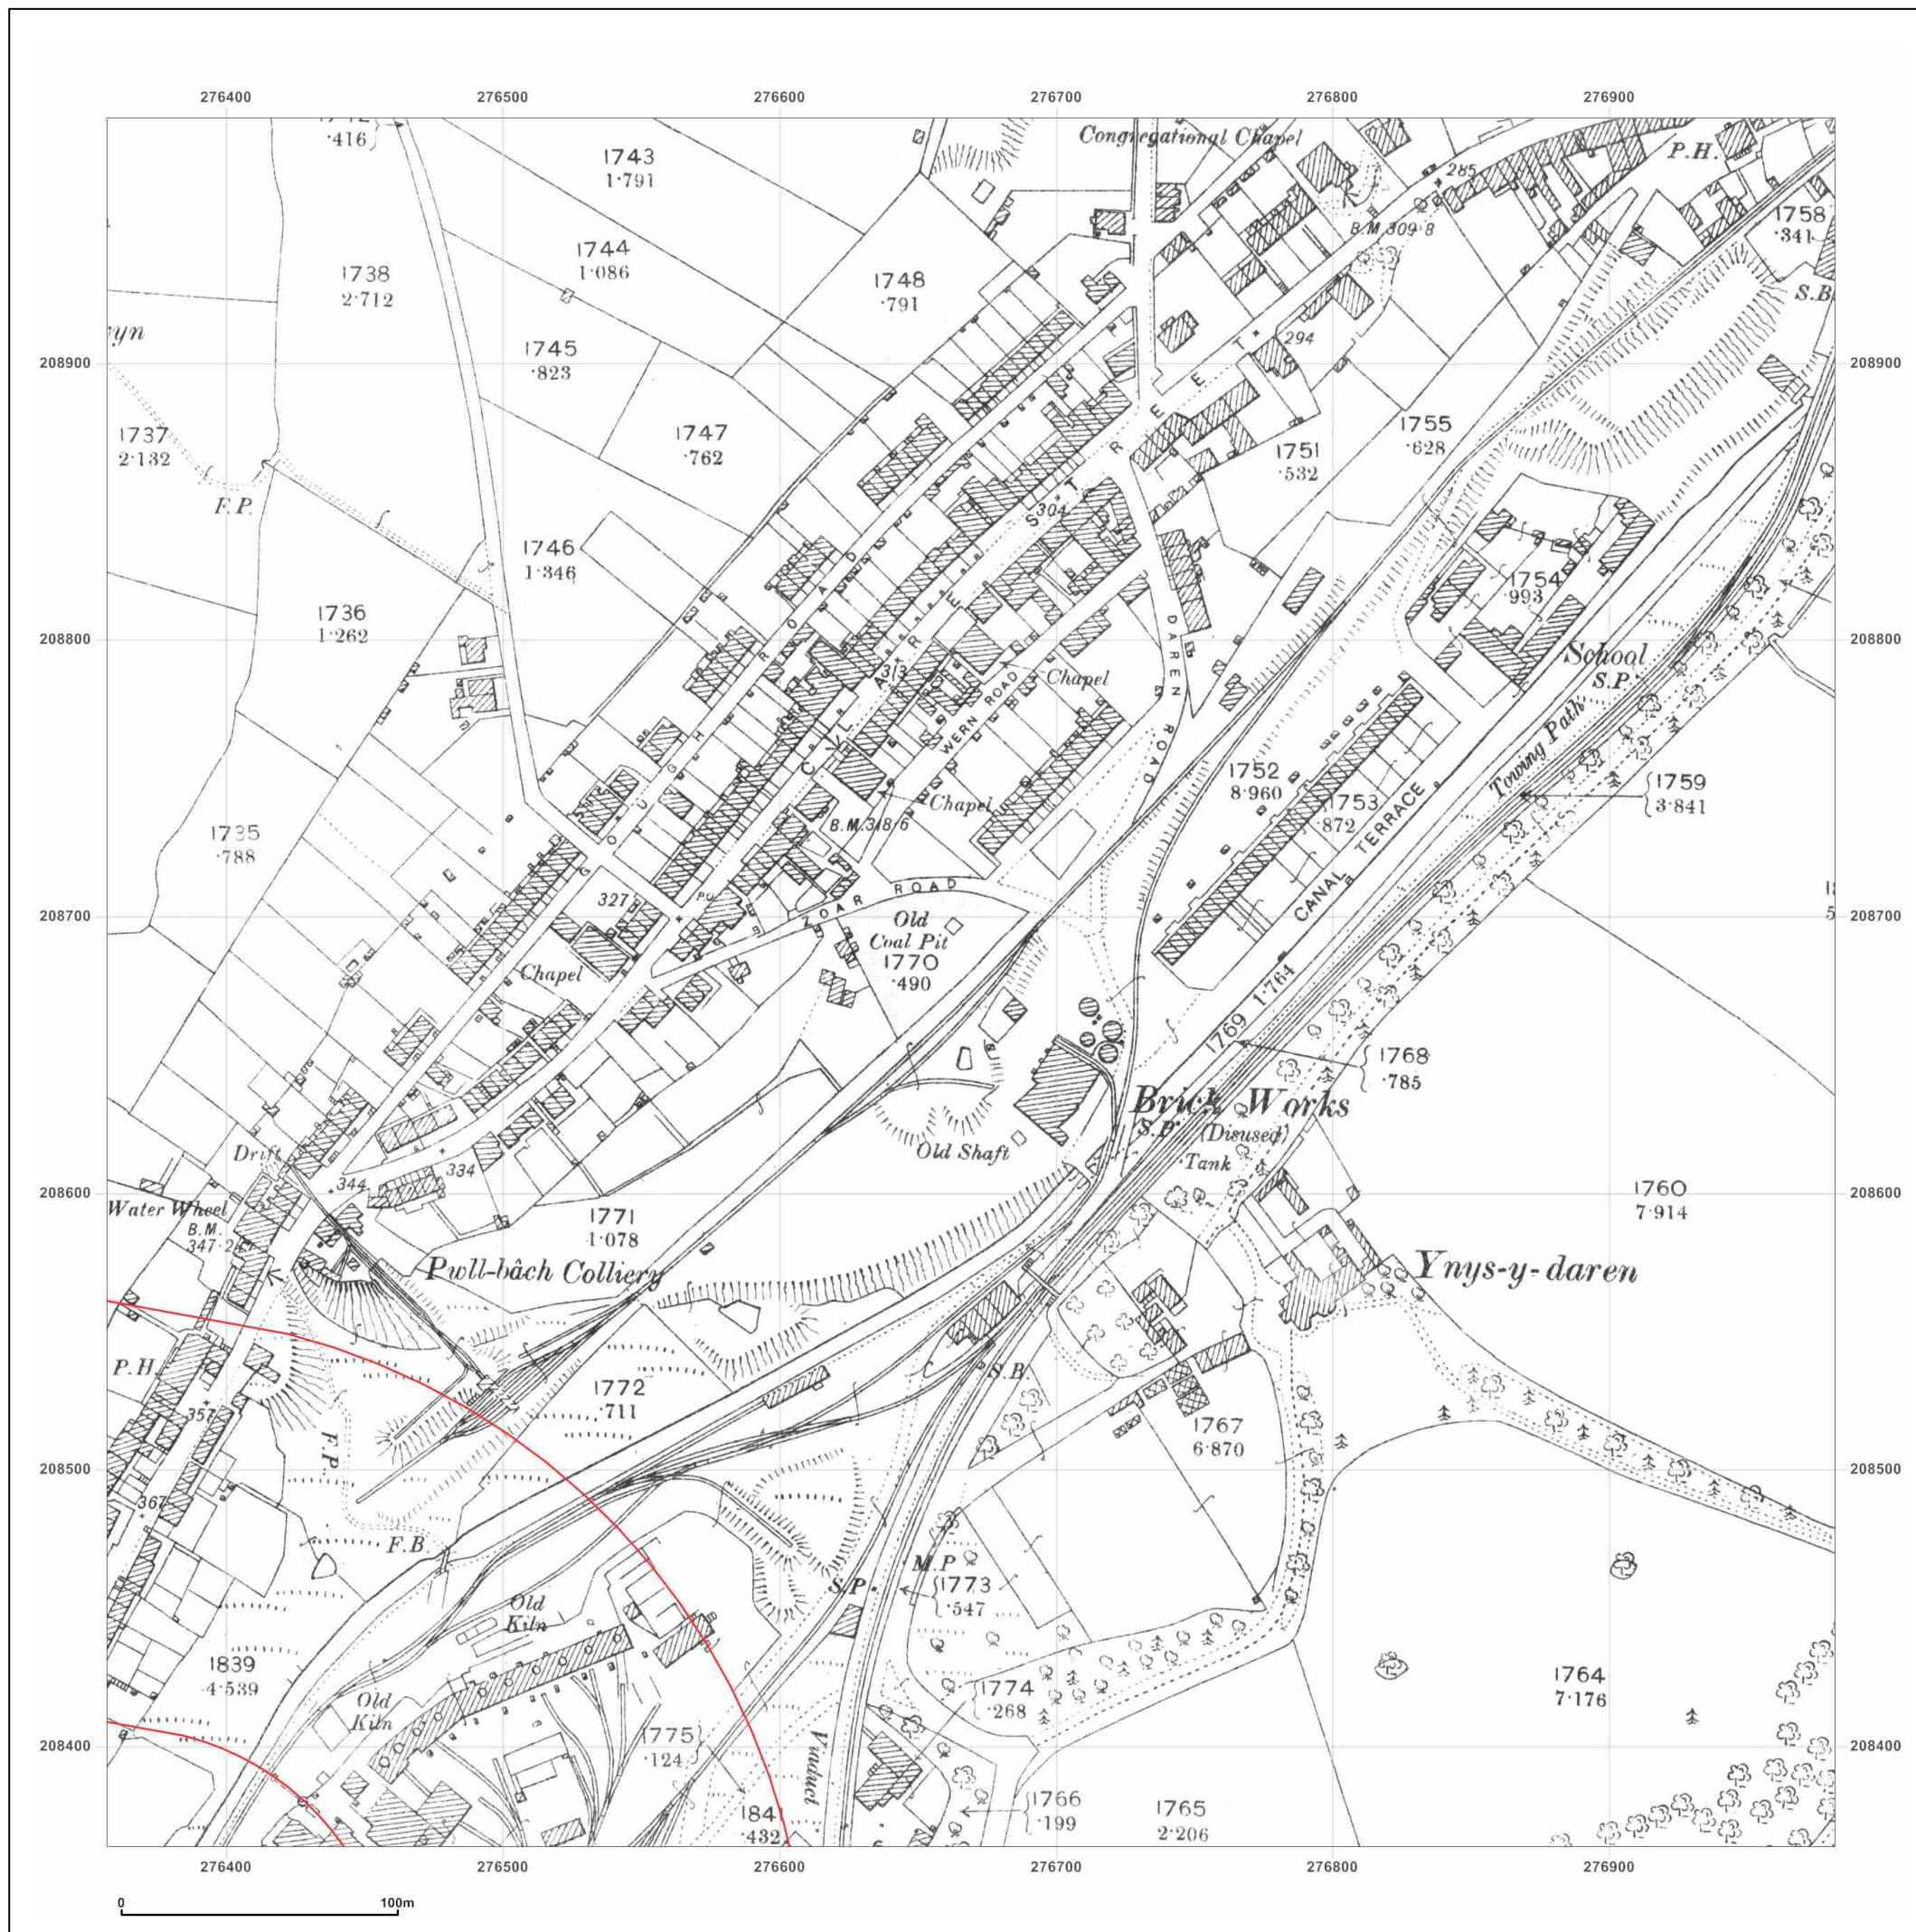 276400 276500 276600 276700 276800 276900
·416
1743
1·791
Congregational Chapel
P.H.
285
1758
·341
B.M.309·8
1744
1·086
1738
2·712
1748
·791
S.B.
294
1745
·823
208900 208900
1737
2·132
1747
·762
1755
·628
1751
·532
F.P.
304
1746
1·346
1754
·993
1736
1·262
208800 208800
School
S.P.
313
Chapel
WERN ROAD
DAREN ROAD
CLARE STREET
GOUGH ROAD
Towing Path
1752
8·960
1759
3·841
1753
·872
Chapel
B.M.318·6
CANAL TERRACE
1735
·788
327
P.O.
ZOAR ROAD
208700 208700
Old
Coal Pit
1770
·490
Chapel
1·764
1769
1768
·785
Brick Works
(Disused)
S.P.
Tank
Old Shaft
Drift
334
344
208600 208600
Water Wheel
B.M.
347·2
1760
7·914
1771
1·078
Pwll-bâch Colliery
Ynys-y-daren
P.H.
S.B.
1772
·711
357
F.P.
1767
6·870
208500 208500
367
F.B.
M.P.
S.P.
1773
·547
Old
Kiln
1839
4·539
Old
Kiln
1764
7·176
1774
·268
1775
·124
Viaduct
208400 208400
1766
·199
1765
2·206
184
·432
276400 276500 276600 276700 276800 276900
0 100m